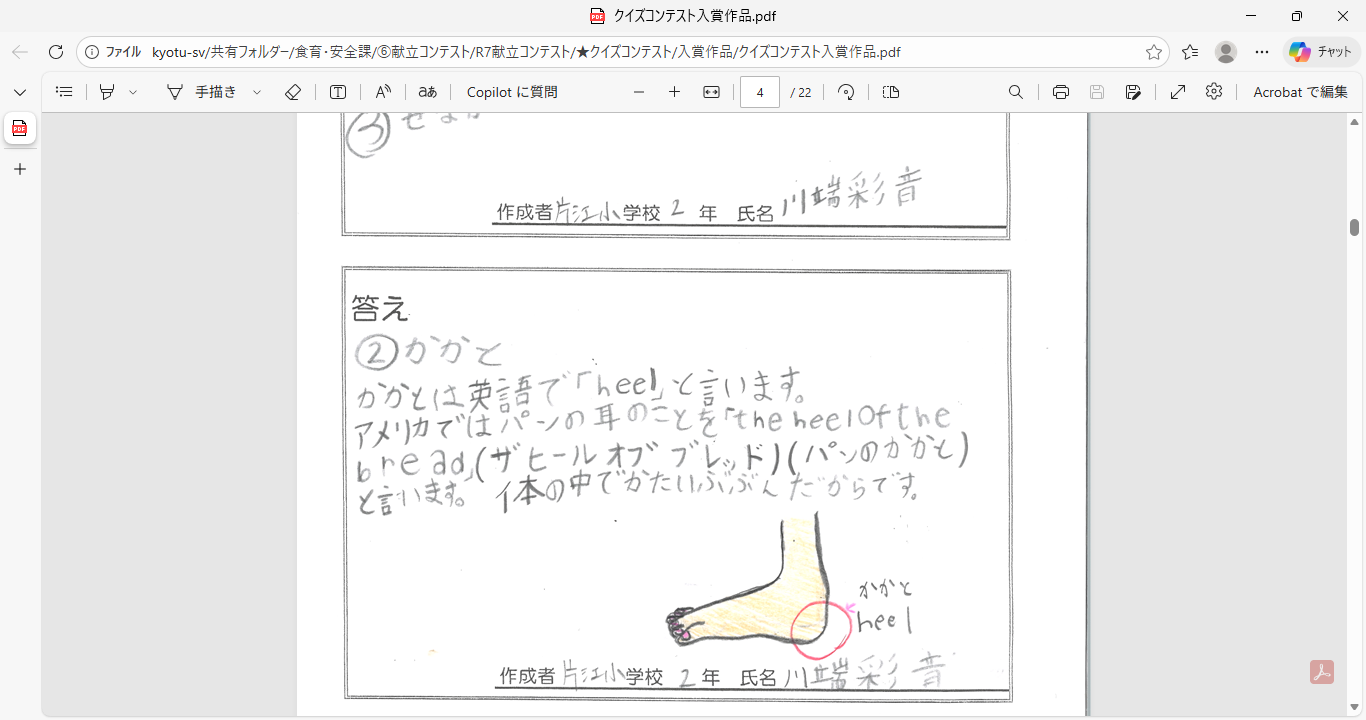 クイズコンテスト入賞作品.pdf
ファイル kyotu-sv/共有フォルダー/食育・安全課/⑥献立コンテスト/R7献立コンテスト/★クイズコンテスト/入賞作品/クイズコンテスト入賞作品.pdf
チャット
手描き
aあ
Copilot に質問
4 / 22
Acrobat で編集
③せなか
作成者片江小学校 2 年 氏名 川端彩音
答え
②かかと
かかとは英語で「heel」と言います。
アメリカではパンの耳のことを「the heel Of the
bread」(ザヒールオブブレッド)(パンのかかと)
と言います。体の中でかたいぶぶんだからです。
かかと
heel
作成者 片江小学校 2 年 氏名 川端彩音